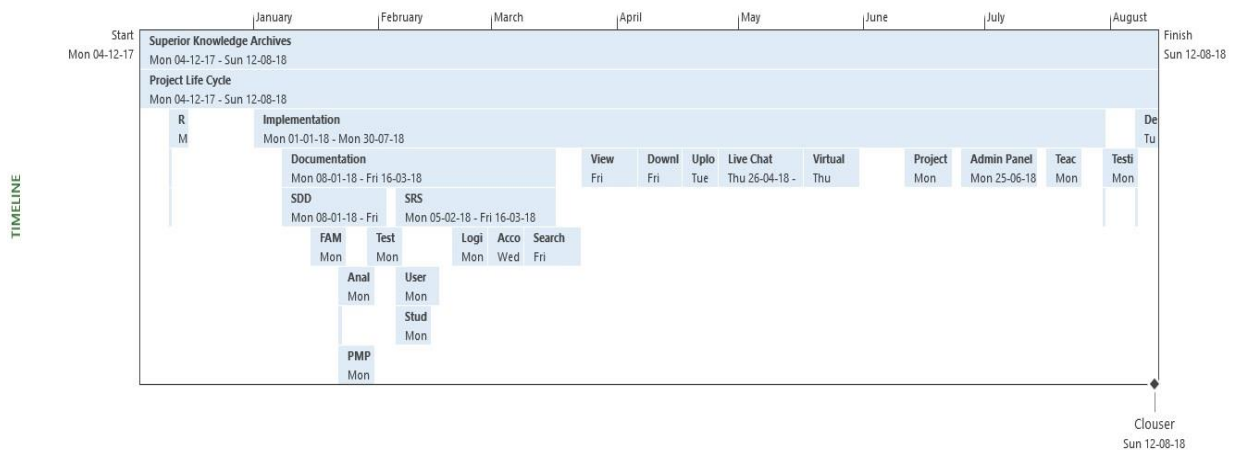 January February March April May June July August
Start
Mon 04-12-17
Finish
Sun 12-08-18
TIMELINE
Superior Knowledge Archives
Mon 04-12-17 - Sun 12-08-18
Project Life Cycle
Mon 04-12-17 - Sun 12-08-18
R Implementation De
M Mon 01-01-18 - Mon 30-07-18 Tu
Documentation View Downl Uplo Live Chat Virtual Project Admin Panel Teac Testi
Mon 08-01-18 - Fri 16-03-18 Fri Fri Tue Thu 26-04-18 - Thu Mon Mon 25-06-18 Mon Mon
SDD SRS
Mon 08-01-18 - Fri Mon 05-02-18 - Fri 16-03-18
FAM Test Logi Acco Search
Mon Mon Mon Wed Fri
Anal User
Mon Mon
Stud
Mon
PMP
Mon
Clouser
Sun 12-08-18